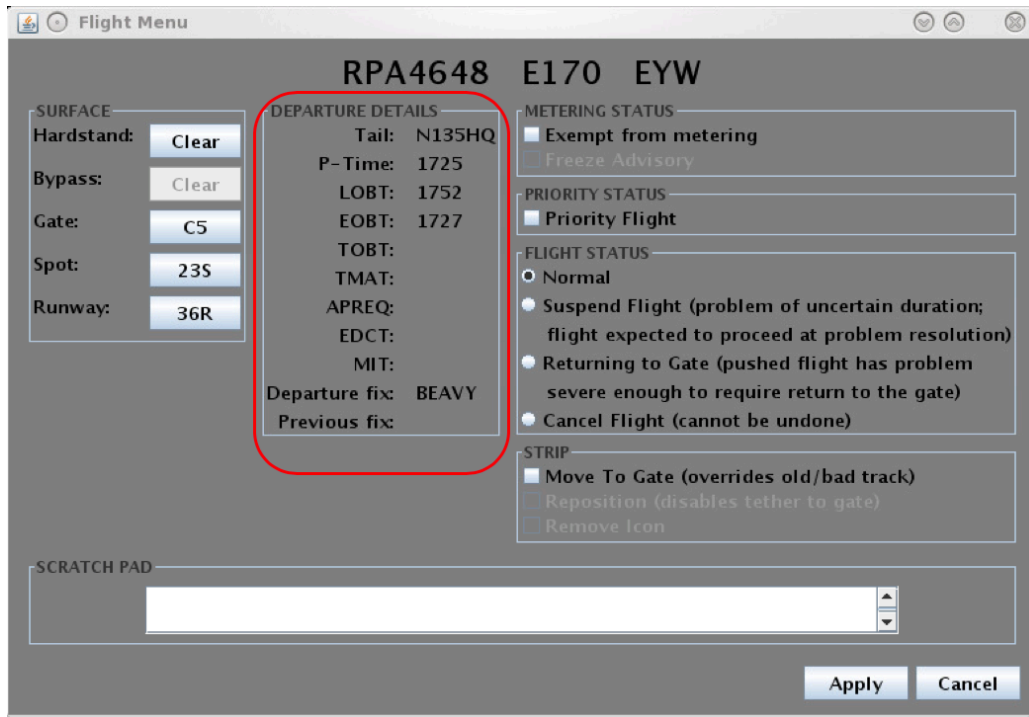 Flight Menu
RPA4648 E170 EYW
SURFACE
Hardstand: Clear
Bypass: Clear
Gate: C5
Spot: 23S
Runway: 36R
DEPARTURE DETAILS
Tail: N135HQ
P-Time: 1725
LOBT: 1752
EOBT: 1727
TOBT:
TMAT:
APREQ:
EDCT:
MIT:
Departure fix: BEAVY
Previous fix:
METERING STATUS
Exempt from metering
Freeze Advisory
PRIORITY STATUS
Priority Flight
FLIGHT STATUS
Normal
Suspend Flight (problem of uncertain duration;
flight expected to proceed at problem resolution)
Returning to Gate (pushed flight has problem
severe enough to require return to the gate)
Cancel Flight (cannot be undone)
STRIP
Move To Gate (overrides old/bad track)
Reposition (disables tether to gate)
Remove Icon
SCRATCH PAD
Apply Cancel